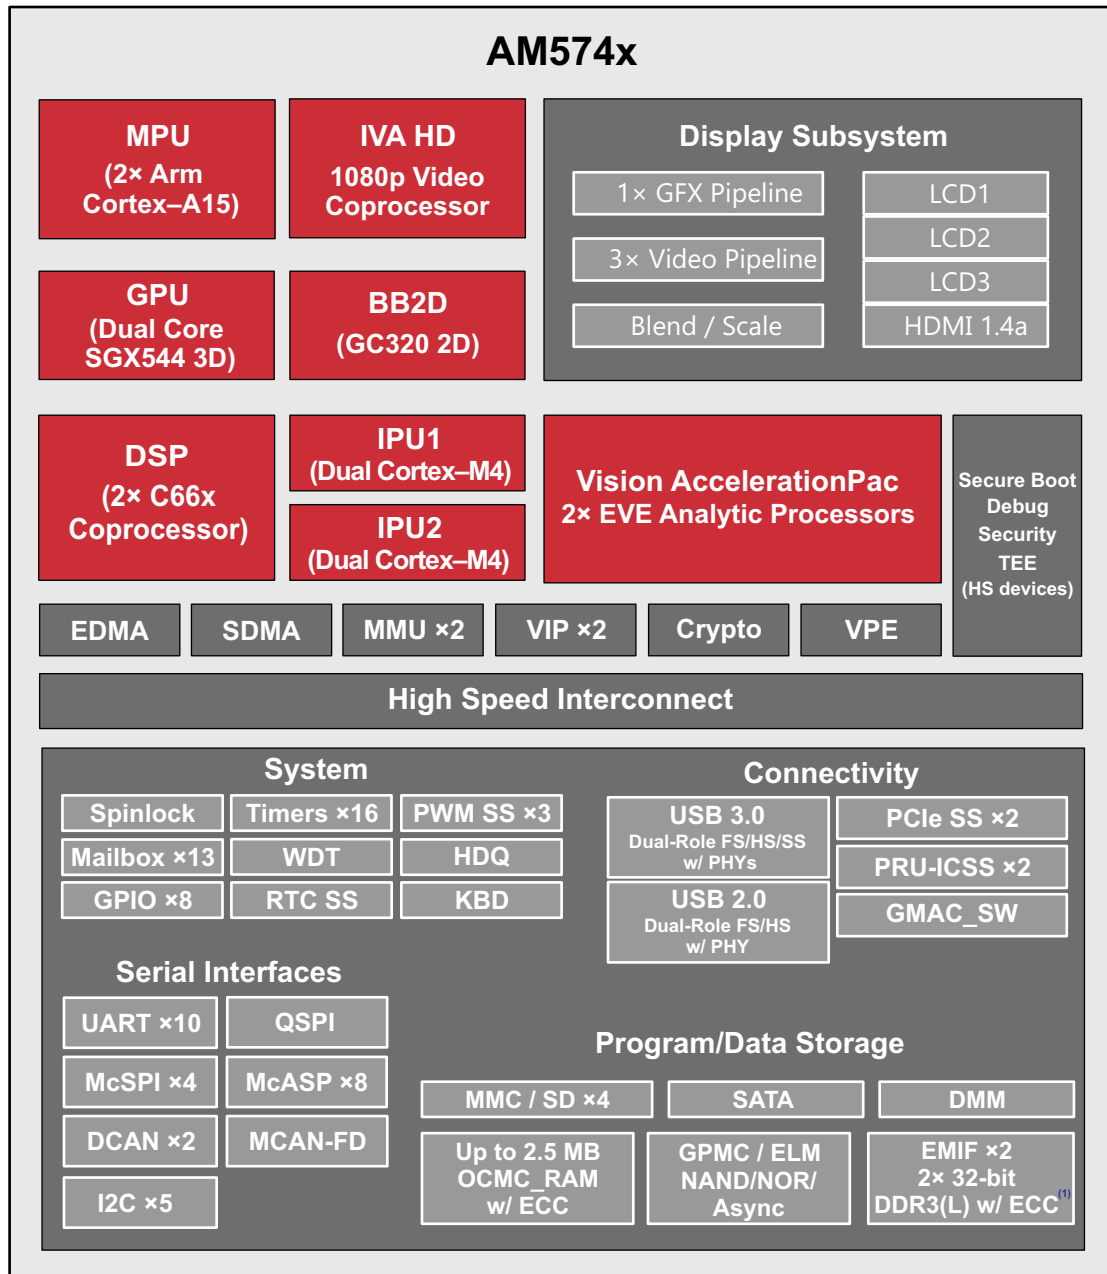 AM574x
MPU
(2× Arm
Cortex–A15)
IVA HD
1080p Video
Coprocessor
Display Subsystem
1× GFX Pipeline
3× Video Pipeline
Blend / Scale
LCD1
LCD2
LCD3
HDMI 1.4a
GPU
(Dual Core
SGX544 3D)
BB2D
(GC320 2D)
DSP
(2× C66x
Coprocessor)
IPU1
(Dual Cortex–M4)
IPU2
(Dual Cortex–M4)
Vision AccelerationPac
2× EVE Analytic Processors
Secure Boot
Debug
Security
TEE
(HS devices)
EDMA
SDMA
MMU ×2
VIP ×2
Crypto
VPE
High Speed Interconnect
System
Spinlock
Timers ×16
PWM SS ×3
Mailbox ×13
WDT
HDQ
GPIO ×8
RTC SS
KBD
Connectivity
USB 3.0
Dual-Role FS/HS/SS
w/ PHYs
USB 2.0
Dual-Role FS/HS
w/ PHY
PCIe SS ×2
PRU-ICSS ×2
GMAC_SW
Serial Interfaces
UART ×10
QSPI
McSPI ×4
McASP ×8
DCAN ×2
MCAN-FD
I2C ×5
Program/Data Storage
MMC / SD ×4
SATA
DMM
Up to 2.5 MB
OCMC_RAM
w/ ECC
GPMC / ELM
NAND/NOR/
Async
EMIF ×2
2× 32-bit
DDR3(L) w/ ECC(1)